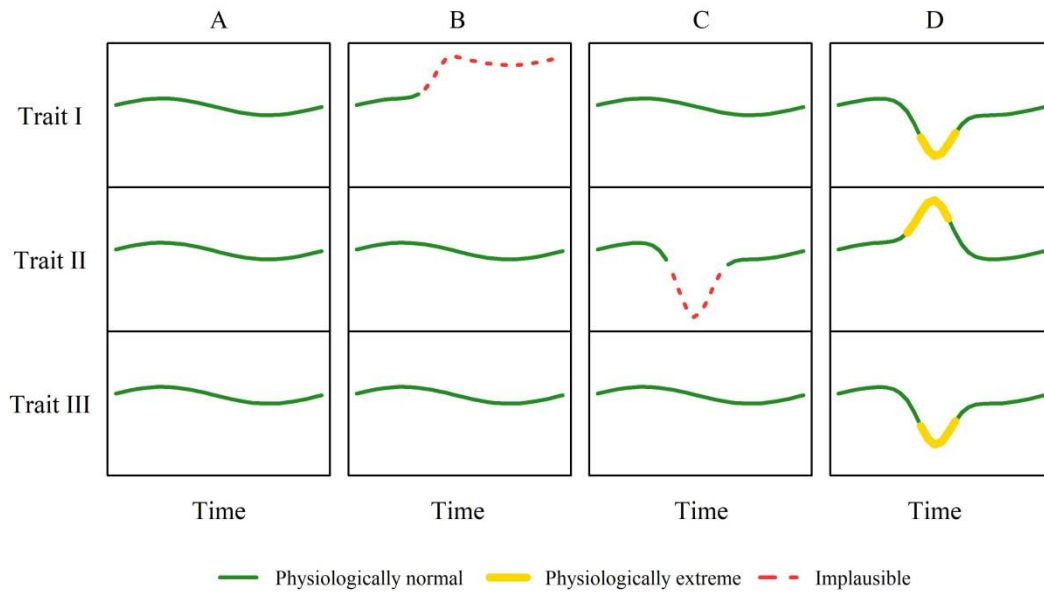 A B C D
Trait I
Trait II
Trait III
Time Time Time Time
Physiologically normal Physiologically extreme Implausible